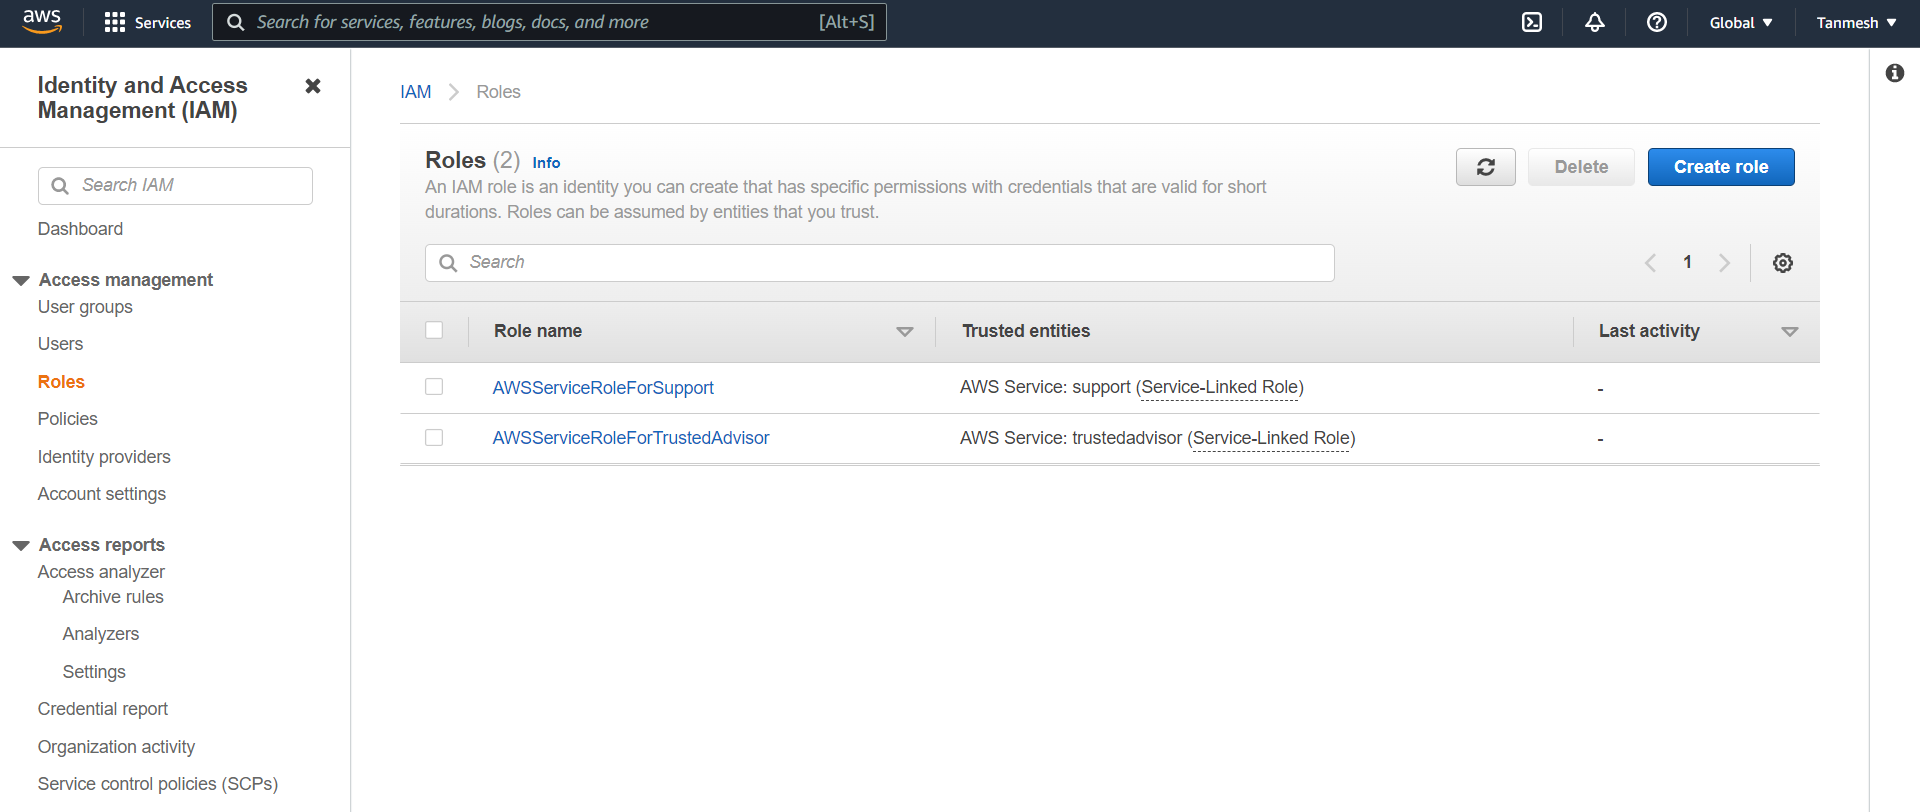 aws
Services
Search for services, features, blogs, docs, and more
[Alt+S]
Global
Tanmesh
Identity and Access
Management (IAM)
Search IAM
Dashboard
Access management
User groups
Users
Roles
Policies
Identity providers
Account settings
Access reports
Access analyzer
Archive rules
Analyzers
Settings
Credential report
Organization activity
Service control policies (SCPs)
IAM Roles
Roles (2) Info
An IAM role is an identity you can create that has specific permissions with credentials that are valid for short
durations. Roles can be assumed by entities that you trust.
Delete
Create role
Search
1
Role name Trusted entities Last activity
AWSServiceRoleForSupport AWS Service: support (Service-Linked Role) -
AWSServiceRoleForTrustedAdvisor AWS Service: trustedadvisor (Service-Linked Role) -